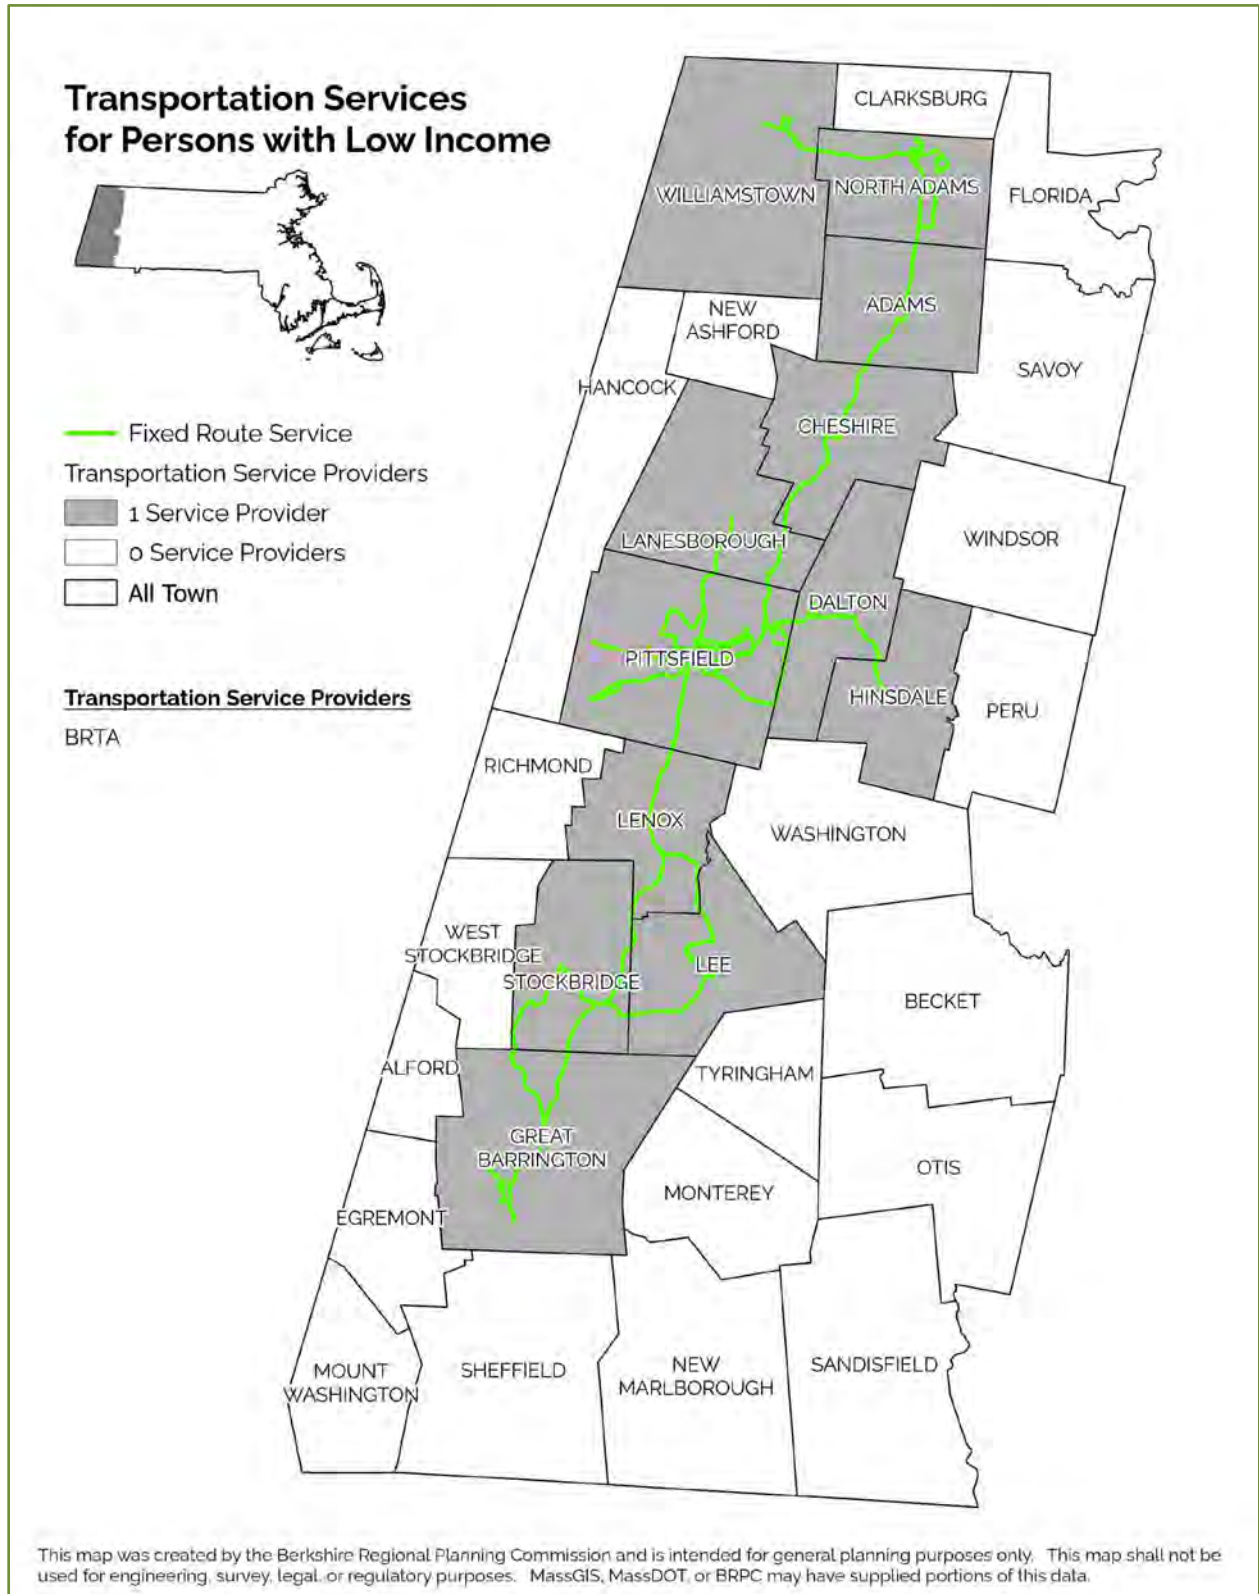 Transportation Services
for Persons with Low Income
Fixed Route Service
Transportation Service Providers
1 Service Provider
0 Service Providers
All Town
Transportation Service Providers
BRTA
CLARKSBURG
WILLIAMSTOWN
NORTH ADAMS
FLORIDA
ADAMS
NEW
ASHFORD
SAVOY
HANCOCK
CHESHIRE
LANESBOROUGH
WINDSOR
DALTON
PITTSFIELD
HINSDALE
PERU
RICHMOND
LENOX
WASHINGTON
WEST
STOCKBRIDGE
STOCKBRIDGE
LEE
BECKET
ALFORD
TYRINGHAM
GREAT
BARRINGTON
OTIS
MONTEREY
EGREMONT
MOUNT
WASHINGTON
SHEFFIELD
NEW
MARLBOROUGH
SANDISFIELD
This map was created by the Berkshire Regional Planning Commission and is intended for general planning purposes only. This map shall not be
used for engineering, survey, legal, or regulatory purposes. MassGIS, MassDOT, or BRPC may have supplied portions of this data.